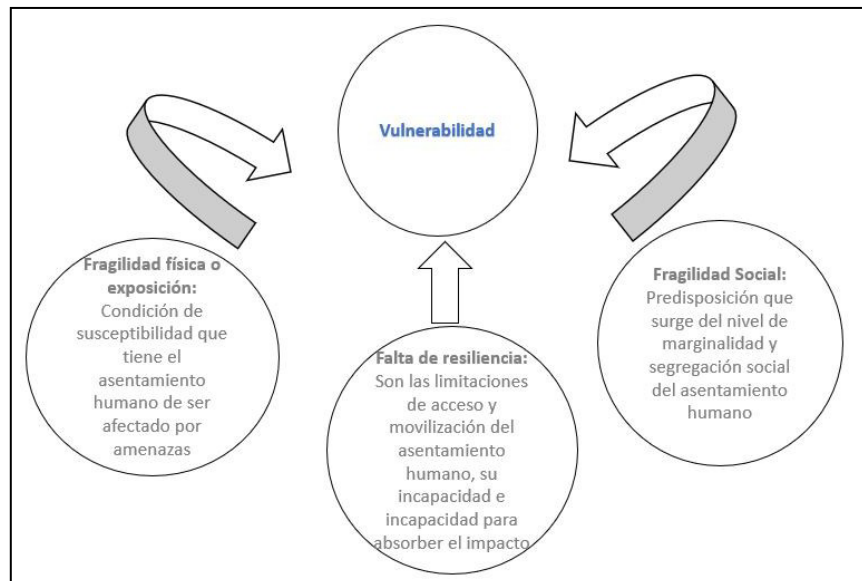 Vulnerabilidad
Fragilidad física o
exposición:
Condición de
susceptibilidad que
tiene el
asentamiento
humano de ser
afectado por
amenazas
Falta de resiliencia:
Son las limitaciones
de acceso y
movilización del
asentamiento
humano, su
incapacidad e
incapacidad para
absorber el impacto
Fragilidad Social:
Predisposición que
surge del nivel de
marginalidad y
segregación social
del asentamiento
humano